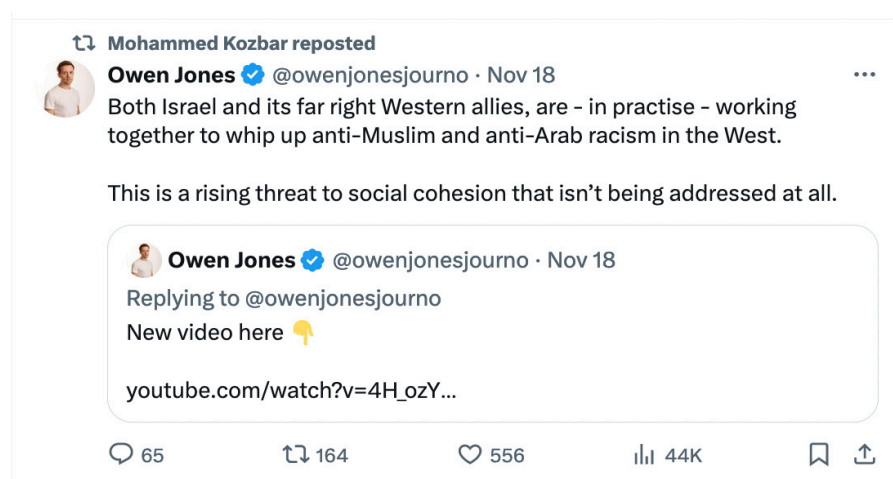 Mohammed Kozbar reposted
Owen Jones @owenjonesjourno · Nov 18
Both Israel and its far right Western allies, are - in practise - working
together to whip up anti-Muslim and anti-Arab racism in the West.
This is a rising threat to social cohesion that isn’t being addressed at all.
Owen Jones @owenjonesjourno · Nov 18
Replying to @owenjonesjourno
New video here 👇
youtube.com/watch?v=4H_ozY...
65 164 556 44K